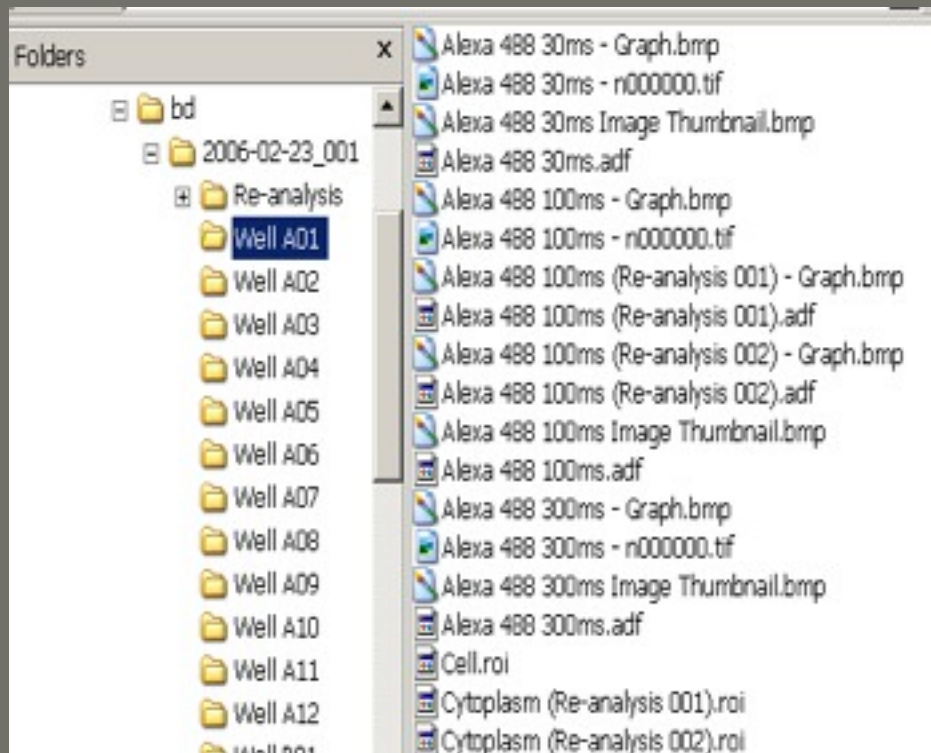 Folders
x
bd
2006-02-23_001
Re-analysis
Well A01
Well A02
Well A03
Well A04
Well A05
Well A06
Well A07
Well A08
Well A09
Well A10
Well A11
Well A12
Alexa 488 30ms - Graph.bmp
Alexa 488 30ms - n000000.tif
Alexa 488 30ms Image Thumbnail.bmp
Alexa 488 30ms.adf
Alexa 488 100ms - Graph.bmp
Alexa 488 100ms - n000000.tif
Alexa 488 100ms (Re-analysis 001) - Graph.bmp
Alexa 488 100ms (Re-analysis 001).adf
Alexa 488 100ms (Re-analysis 002) - Graph.bmp
Alexa 488 100ms (Re-analysis 002).adf
Alexa 488 100ms Image Thumbnail.bmp
Alexa 488 100ms.adf
Alexa 488 300ms - Graph.bmp
Alexa 488 300ms - n000000.tif
Alexa 488 300ms Image Thumbnail.bmp
Alexa 488 300ms.adf
Cell.roi
Cytoplasm (Re-analysis 001).roi
Cytoplasm (Re-analysis 002).roi